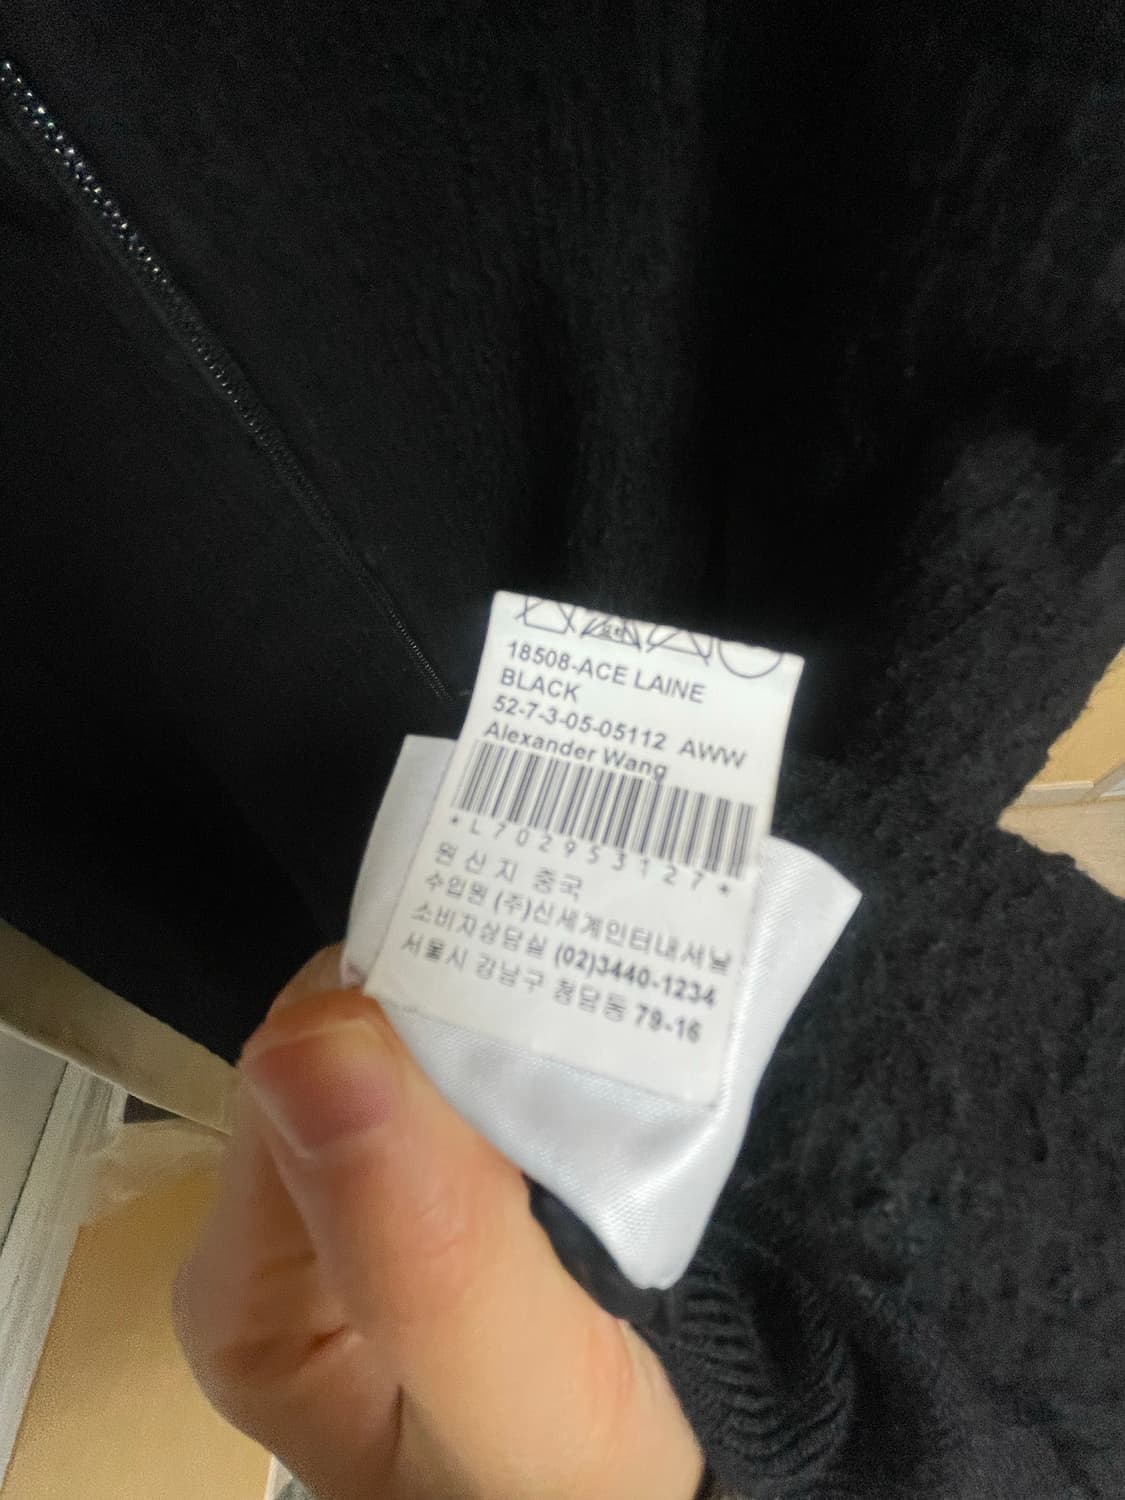 18508-ACE LAINE
BLACK
52-7-3-05-05112 AWW
Alexander Wang
*L702953127*
원산지 중국
수입원 (주)신세계인터내셔날
소비자상담실 (02)3440-1234
서울시 강남구 청담동 79-16